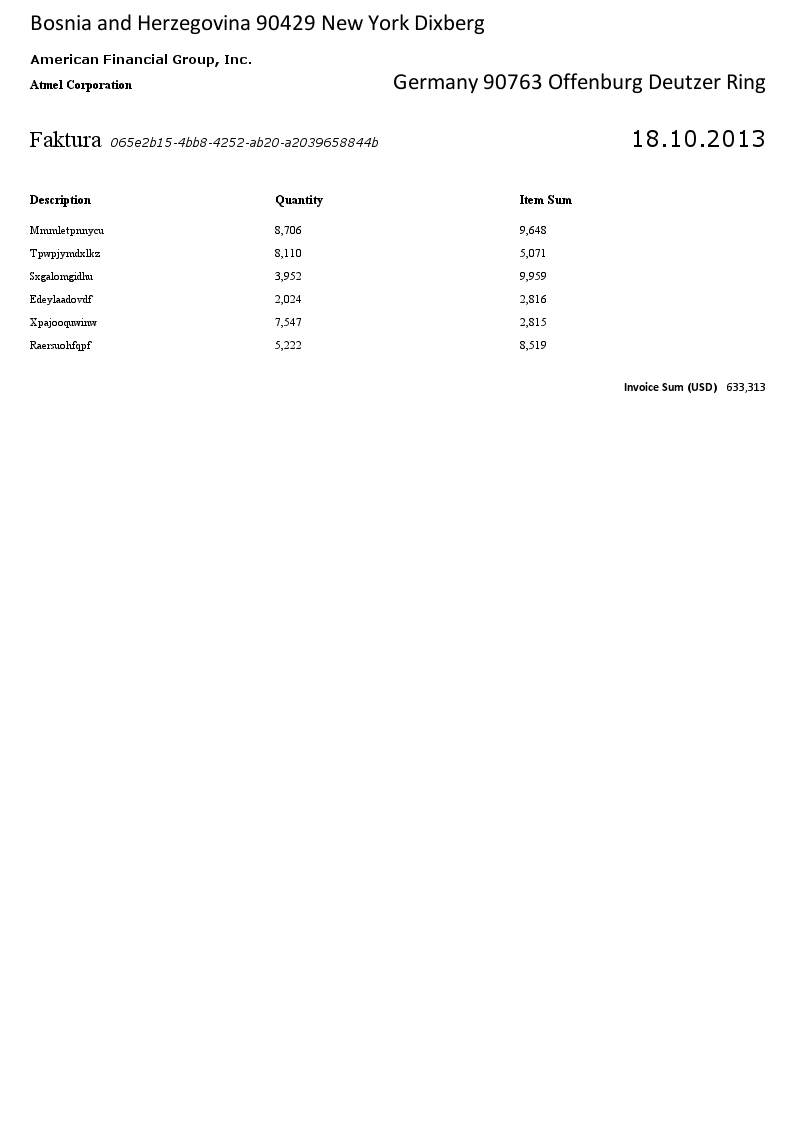 Bosnia and Herzegovina 90429 New York Dixberg
American Financial Group, Inc.
Atmel Corporation Germany 90763 Offenburg Deutzer Ring
Faktura 065e2b15-4bb8-4252-ab20-a2039658844b 18.10.2013
Description Quantity Item Sum
Mmmletpnnycu 8,706 9,648
Tpwpjymdxlkz 8,110 5,071
Sxgalomgidhu 3,952 9,959
Edeylaadovdf 2,024 2,816
Xpajooquwinw 7,547 2,815
Raersuohfqpf 5,222 8,519
Invoice Sum (USD) 633,313